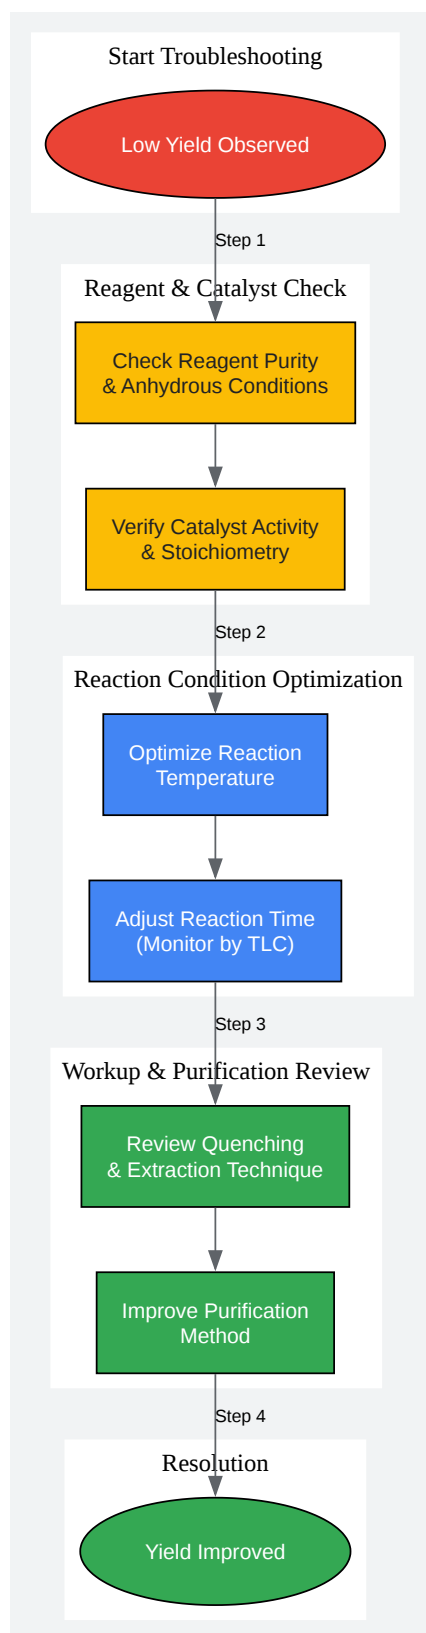 Start Troubleshooting
Low Yield Observed
Step 1
Reagent & Catalyst Check
Check Reagent Purity
& Anhydrous Conditions
Verify Catalyst Activity
& Stoichiometry
Step 2
Reaction Condition Optimization
Optimize Reaction
Temperature
Adjust Reaction Time
(Monitor by TLC)
Step 3
Workup & Purification Review
Review Quenching
& Extraction Technique
Improve Purification
Method
Step 4
Resolution
Yield Improved